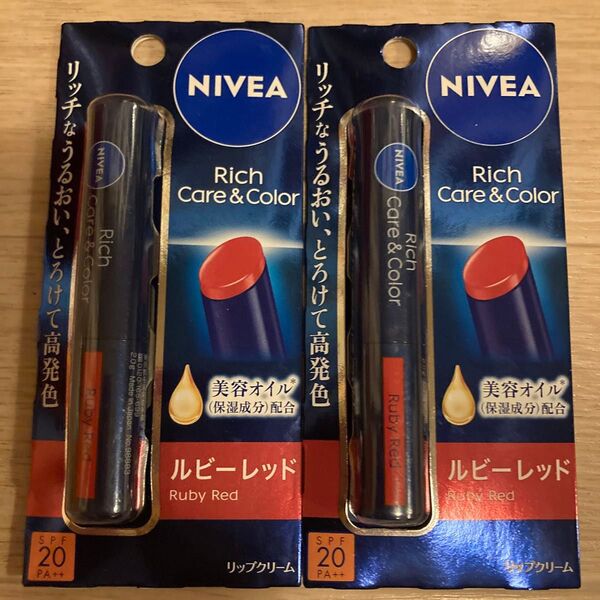 NIVEA
Rich
Care & Color
リッチなうるおい、とろけて高発色
NIVEA
Rich
Care & Color
Ruby Red
2.0g Made in Japan
美容オイル*
(保湿成分)配合
ルビーレッド
Ruby Red
SPF
20
PA++
リップクリーム
NIVEA
Rich
Care & Color
リッチなうるおい、とろけて高発色
NIVEA
Rich
Care & Color
Ruby Red
美容オイル*
(保湿成分)配合
ルビーレッド
Ruby Red
SPF
20
PA++
リップクリーム